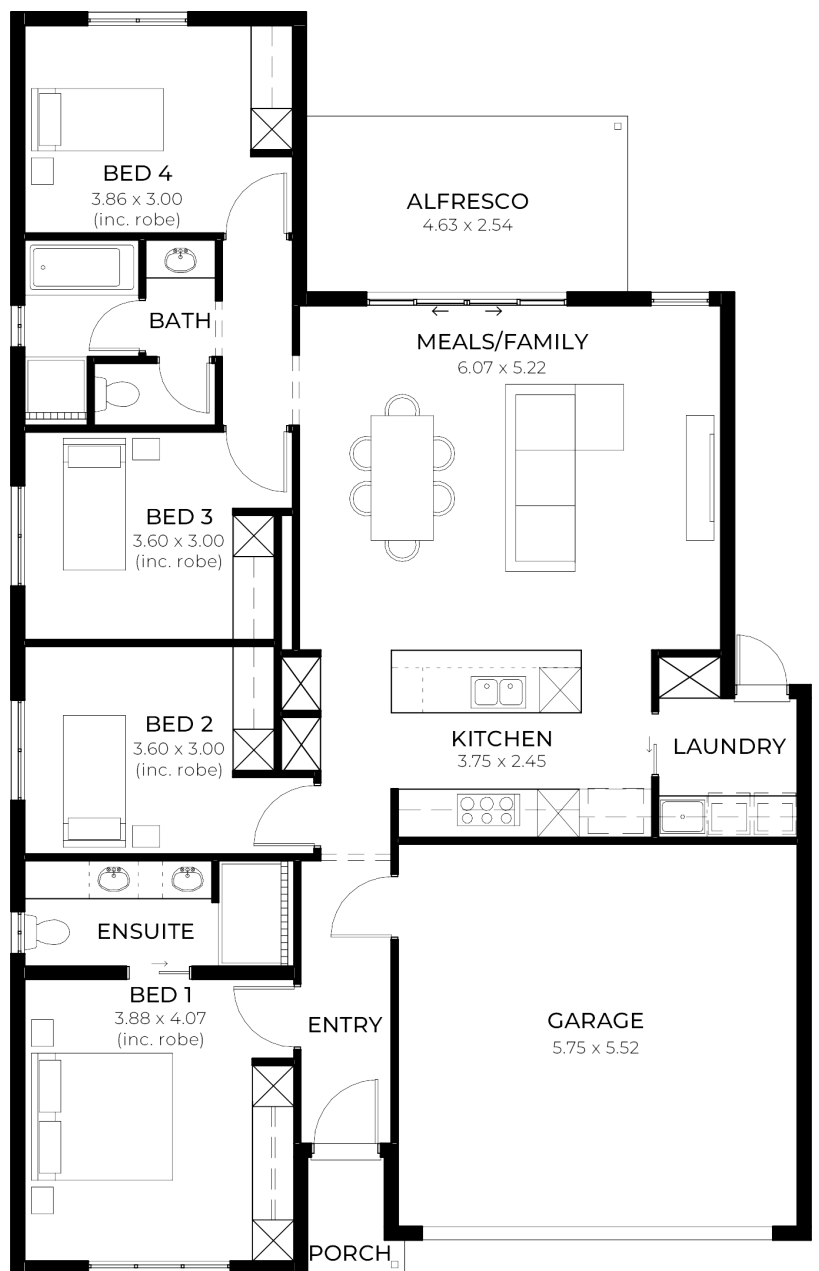 BED 4
3.86 x 3.00
(inc. robe)
ALFRESCO
4.63 x 2.54
BATH
MEALS/FAMILY
6.07 x 5.22
BED 3
3.60 x 3.00
(inc. robe)
BED 2
3.60 x 3.00
(inc. robe)
KITCHEN
3.75 x 2.45
LAUNDRY
ENSUITE
BED 1
3.88 x 4.07
(inc. robe)
ENTRY
GARAGE
5.75 x 5.52
PORCH